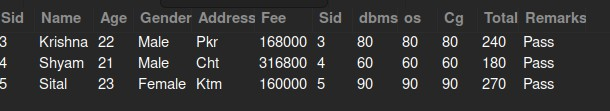 Sid Name Age Gender Address Fee Sid dbms os Cg Total Remarks
3 Krishna 22 Male Pkr 168000 3 80 80 80 240 Pass
4 Shyam 21 Male Cht 316800 4 60 60 60 180 Pass
5 Sital 23 Female Ktm 160000 5 90 90 90 270 Pass